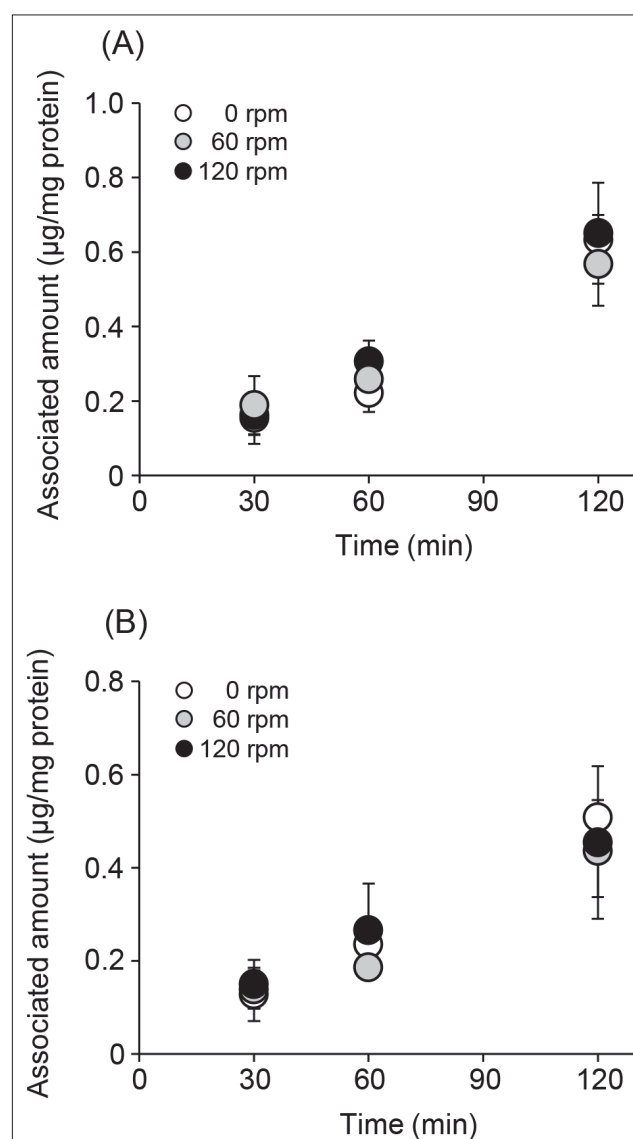 (A)
Associated amount (µg/mg protein)
1.0
0.8
0.6
0.4
0.2
0
0 rpm
60 rpm
120 rpm
0 30 60 90 120
Time (min)
(B)
Associated amount (µg/mg protein)
0.8
0.6
0.4
0.2
0
0 rpm
60 rpm
120 rpm
0 30 60 90 120
Time (min)